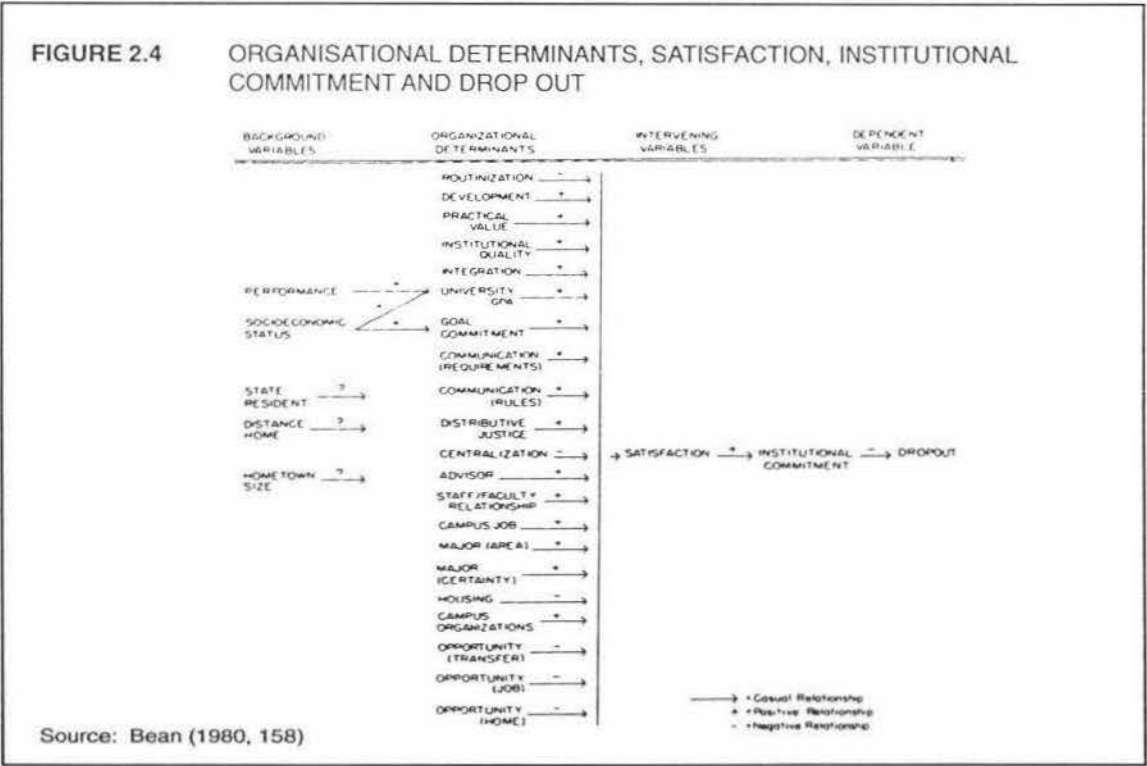 FIGURE 2.4 ORGANISATIONAL DETERMINANTS, SATISFACTION, INSTITUTIONAL
COMMITMENT AND DROP OUT
BACKGROUND ORGANIZATIONAL INTERVENING DEPENDENT
VARIABLES DETERMINANTS VARIABLES VARIABLE
ROUTINIZATION -
DEVELOPMENT +
PRACTICAL +
VALUE
INSTITUTIONAL +
QUALITY
INTEGRATION +
PERFORMANCE + UNIVERSITY +
GPA
+
SOCIOECONOMIC + GOAL +
STATUS COMMITMENT
COMMUNICATION +
(REQUIREMENTS)
STATE ? COMMUNICATION +
RESIDENT (RULES)
DISTANCE ? DISTRIBUTIVE +
HOME JUSTICE
CENTRALIZATION - SATISFACTION + INSTITUTIONAL - DROPOUT
COMMITMENT
HOMETOWN ? ADVISOR +
SIZE
STAFF/FACULTY +
RELATIONSHIP
CAMPUS JOB +
MAJOR (AREA) +
MAJOR +
(CERTAINTY)
HOUSING -
CAMPUS +
ORGANIZATIONS
OPPORTUNITY -
(TRANSFER)
OPPORTUNITY -
(JOB)
OPPORTUNITY -
(HOME)
= Casual Relationship
+ = Positive Relationship
- = Negative Relationship
Source: Bean (1980, 158)